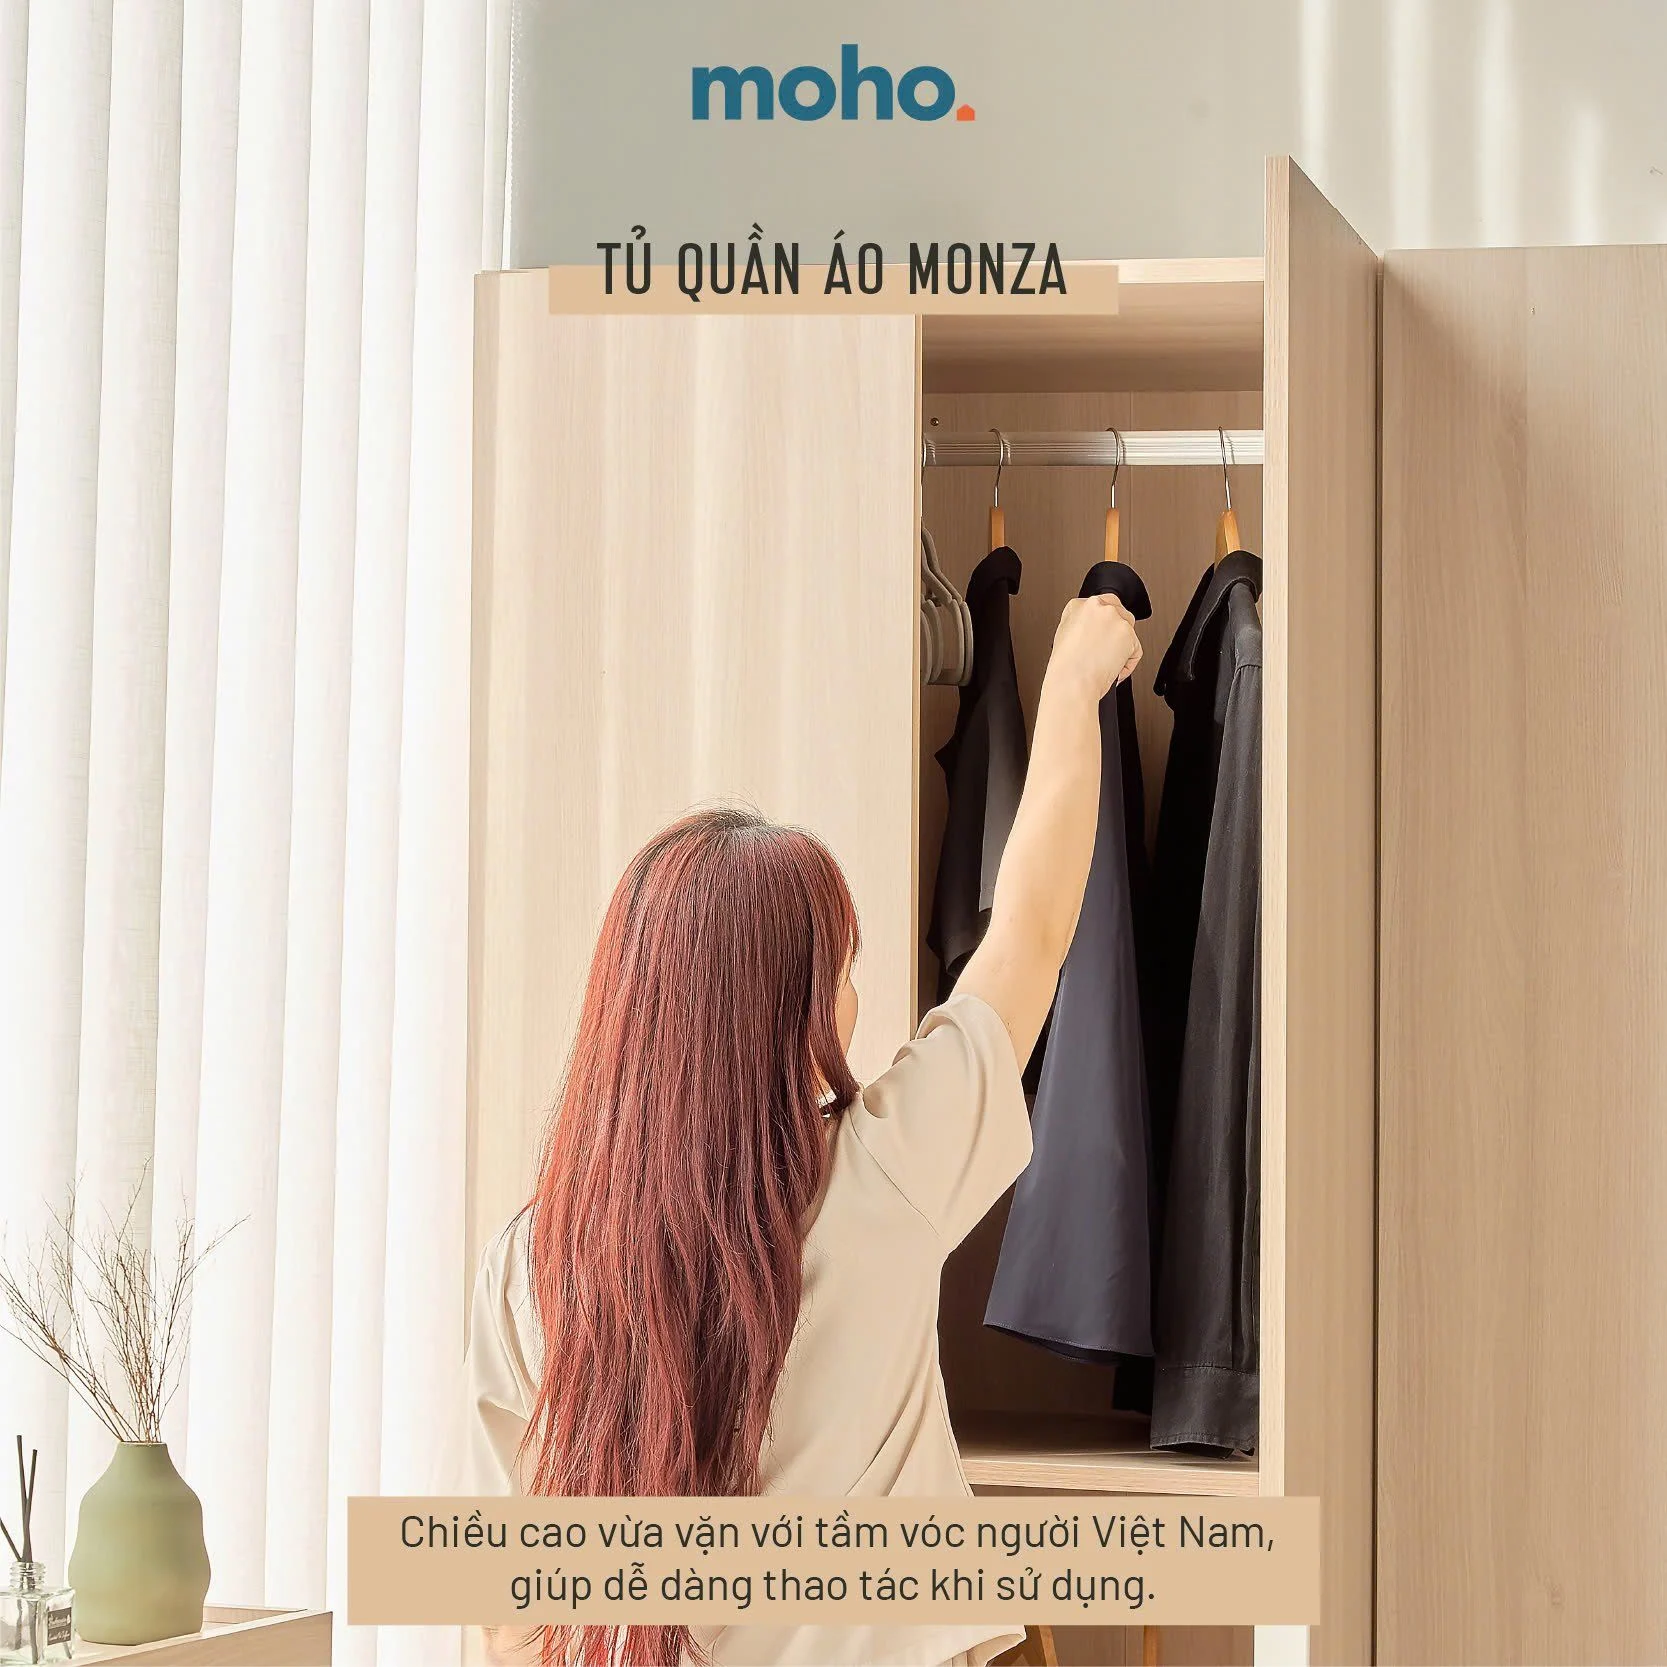 moho.
TỦ QUẦN ÁO MONZA
Chiều cao vừa vặn với tầm vóc người Việt Nam,
giúp dễ dàng thao tác khi sử dụng.